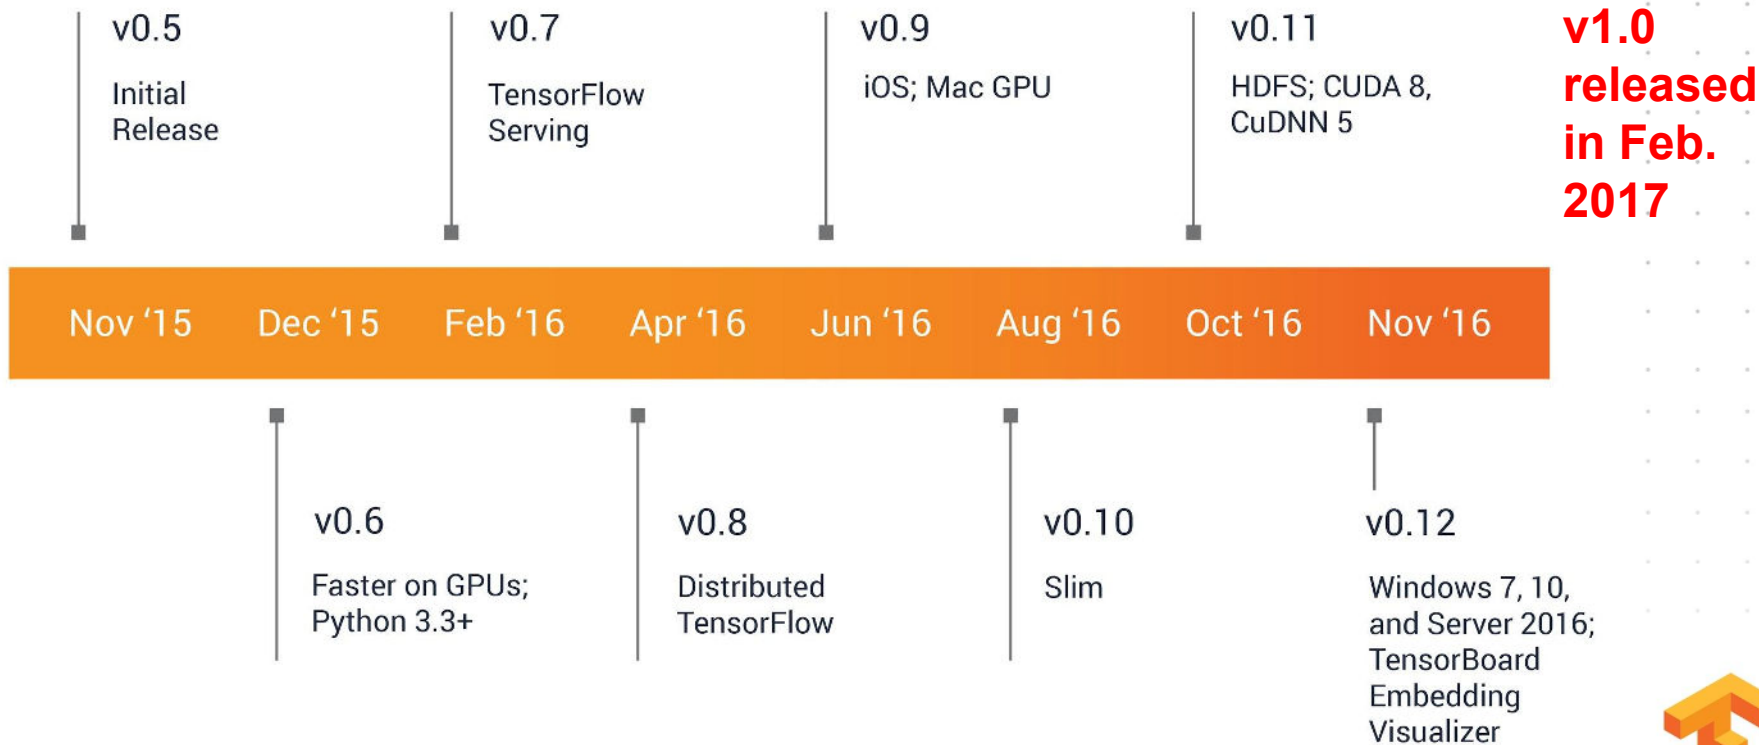 v0.5
Initial
Release
v0.7
TensorFlow
Serving
v0.9
iOS; Mac GPU
v0.11
HDFS; CUDA 8,
CuDNN 5
v1.0
released
in Feb.
2017
Nov ‘15 Dec ‘15 Feb ‘16 Apr ‘16 Jun ‘16 Aug ‘16 Oct ‘16 Nov ‘16
v0.6
Faster on GPUs;
Python 3.3+
v0.8
Distributed
TensorFlow
v0.10
Slim
v0.12
Windows 7, 10,
and Server 2016;
TensorBoard
Embedding
Visualizer